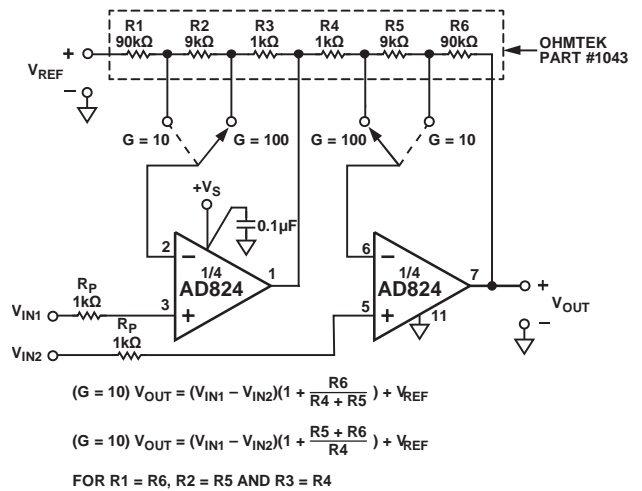 R1 R2 R3 R4 R5 R6
90kΩ 9kΩ 1kΩ 1kΩ 9kΩ 90kΩ
OHMTEK
PART #1043
+
VREF
–
G = 10
G = 100
G = 100
G = 10
+VS
0.1µF
2
–
1/4
AD824
1
3
+
6
–
1/4
AD824
7
5
+
11
+
VOUT
–
RP
1kΩ
VIN1
RP
1kΩ
VIN2
(G = 10) VOUT = (VIN1 – VIN2)(1 + R6 / R4 + R5) + VREF
(G = 10) VOUT = (VIN1 – VIN2)(1 + R5 + R6 / R4) + VREF
FOR R1 = R6, R2 = R5 AND R3 = R4